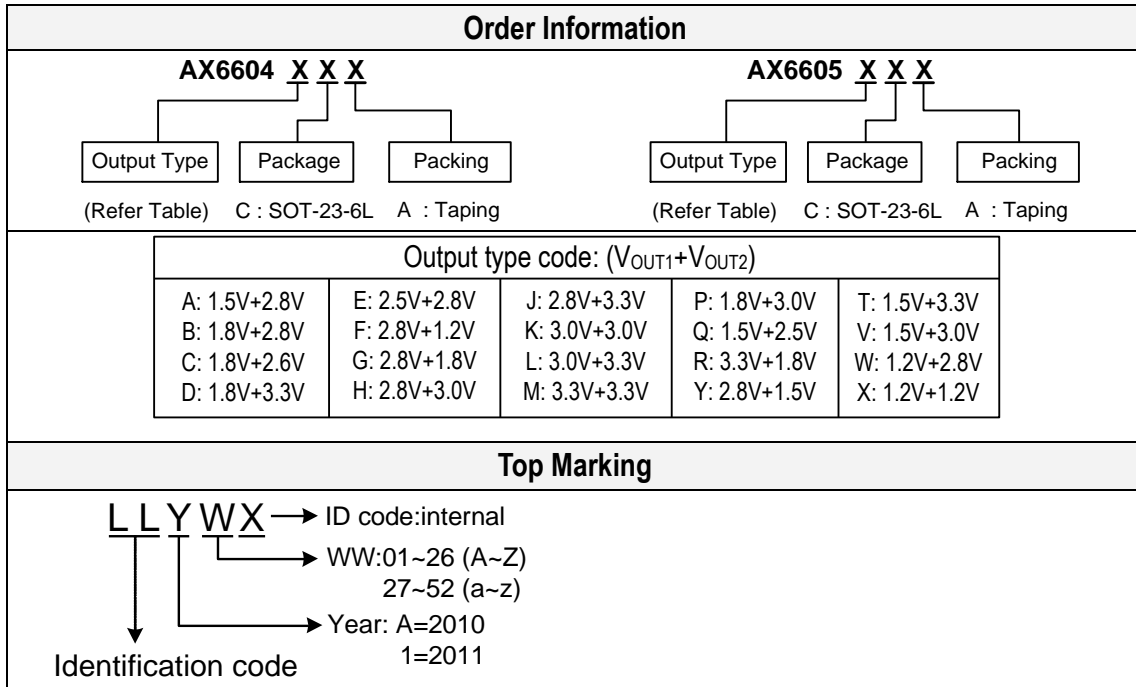 Order Information
AX6604 X X X
Output Type Package Packing
(Refer Table) C : SOT-23-6L A : Taping
AX6605 X X X
Output Type Package Packing
(Refer Table) C : SOT-23-6L A : Taping
Output type code: (VOUT1+VOUT2)
A: 1.5V+2.8V E: 2.5V+2.8V J: 2.8V+3.3V P: 1.8V+3.0V T: 1.5V+3.3V
B: 1.8V+2.8V F: 2.8V+1.2V K: 3.0V+3.0V Q: 1.5V+2.5V V: 1.5V+3.0V
C: 1.8V+2.6V G: 2.8V+1.8V L: 3.0V+3.3V R: 3.3V+1.8V W: 1.2V+2.8V
D: 1.8V+3.3V H: 2.8V+3.0V M: 3.3V+3.3V Y: 2.8V+1.5V X: 1.2V+1.2V
Top Marking
L L Y W X
ID code:internal
WW:01~26 (A~Z)
27~52 (a~z)
Year: A=2010
1=2011
Identification code